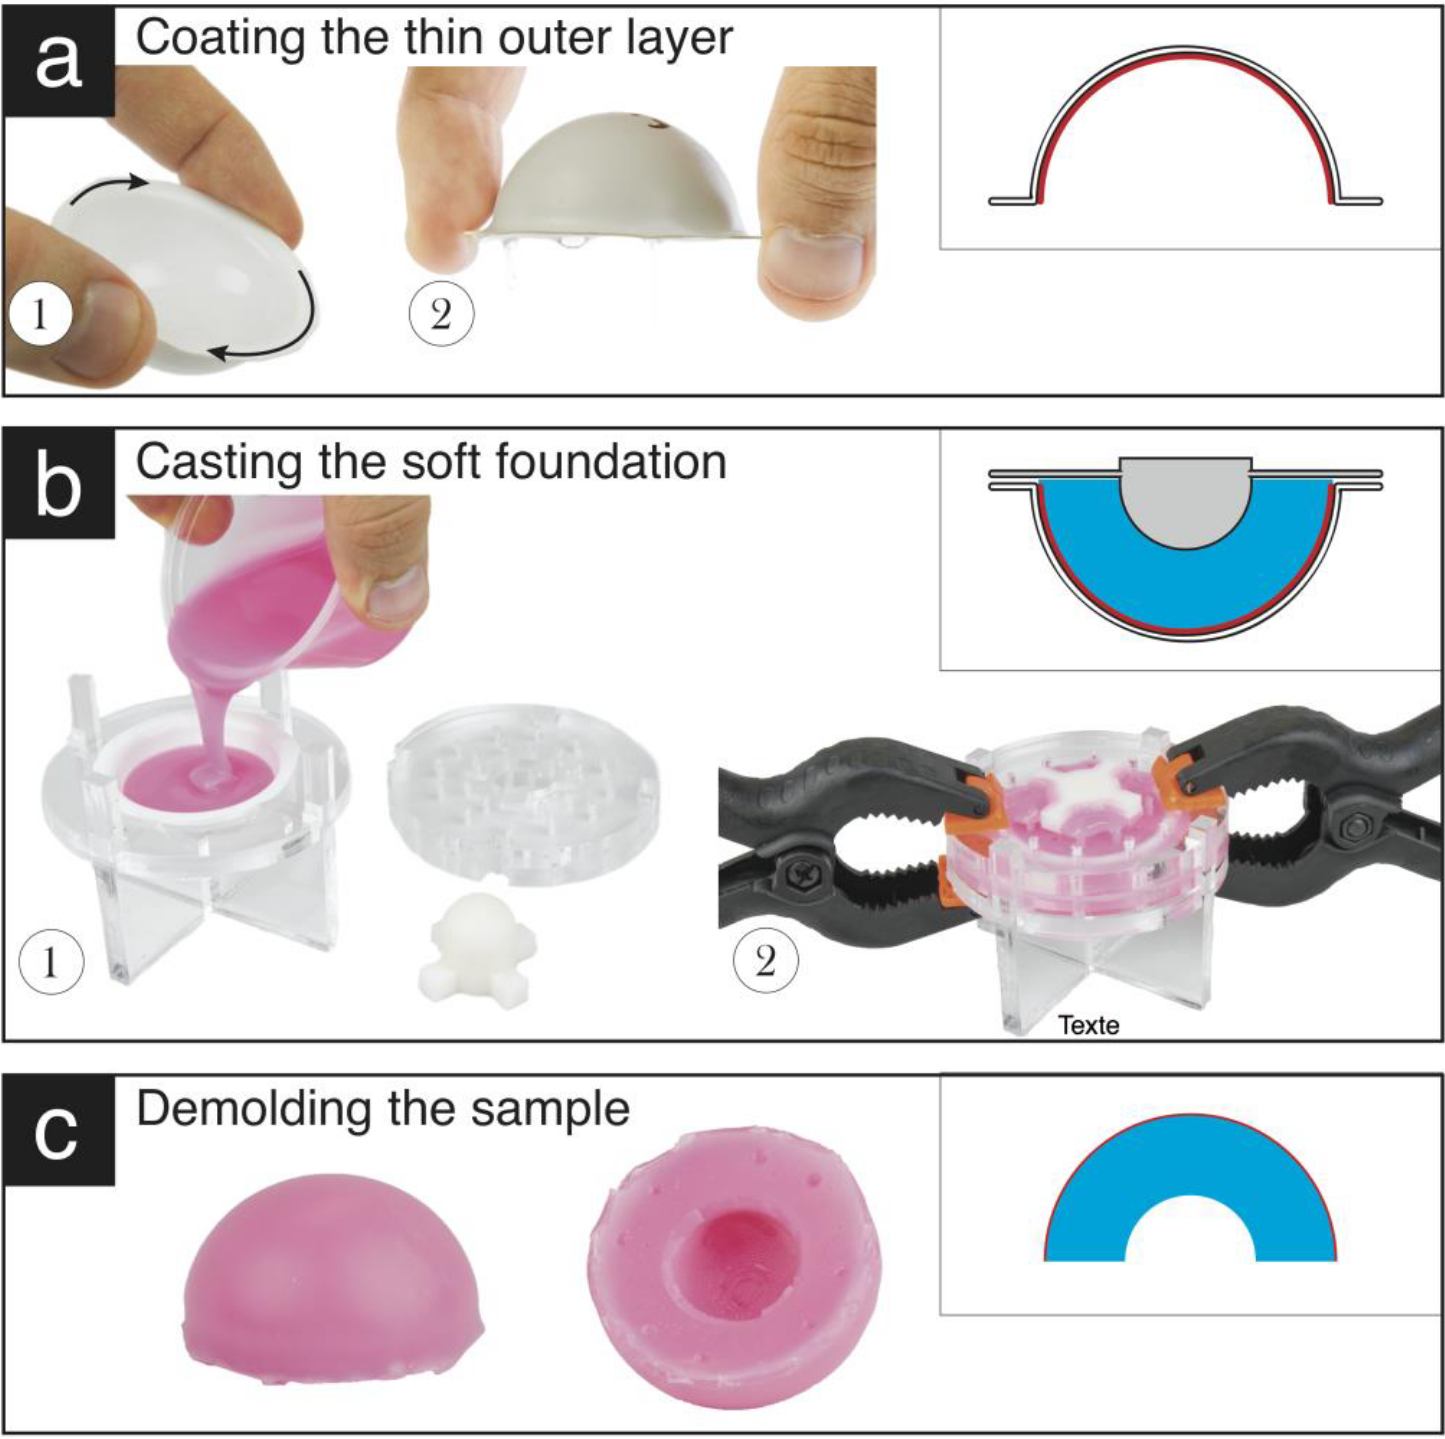 a
Coating the thin outer layer
1
2
b
Casting the soft foundation
1
2
Texte
c
Demolding the sample